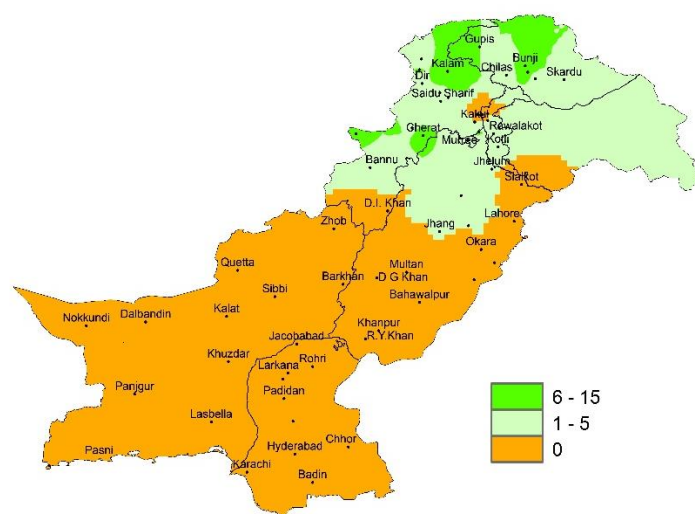 Gupis
Kalam
Bunji
Chilas
Skardu
Dir
Saidu Sharif
Kakul
Rawalakot
Gherat
Murree
Kotli
Bannu
Jhelum
Sialkot
D.I. Khan
Lahore
Zhob
Jhang
Okara
Quetta
Multan
Barkhan
D G Khan
Sibbi
Bahawalpur
Nokkundi
Dalbandin
Kalat
Khanpur
R.Y.Khan
Jacobabad
Khuzdar
Rohri
Larkana
Panjgur
Padidan
Lasbella
Chhor
Pasni
Hyderabad
Karachi
Badin
6 - 15
1 - 5
0